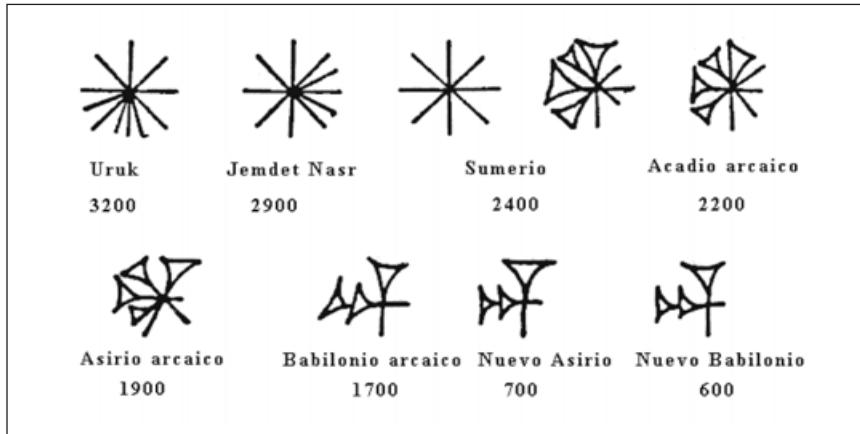 Uruk Jemdet Nasr Sumerio Acadio arcaico
3200 2900 2400 2200
Asirio arcaico Babilonio arcaico Nuevo Asirio Nuevo Babilonio
1900 1700 700 600